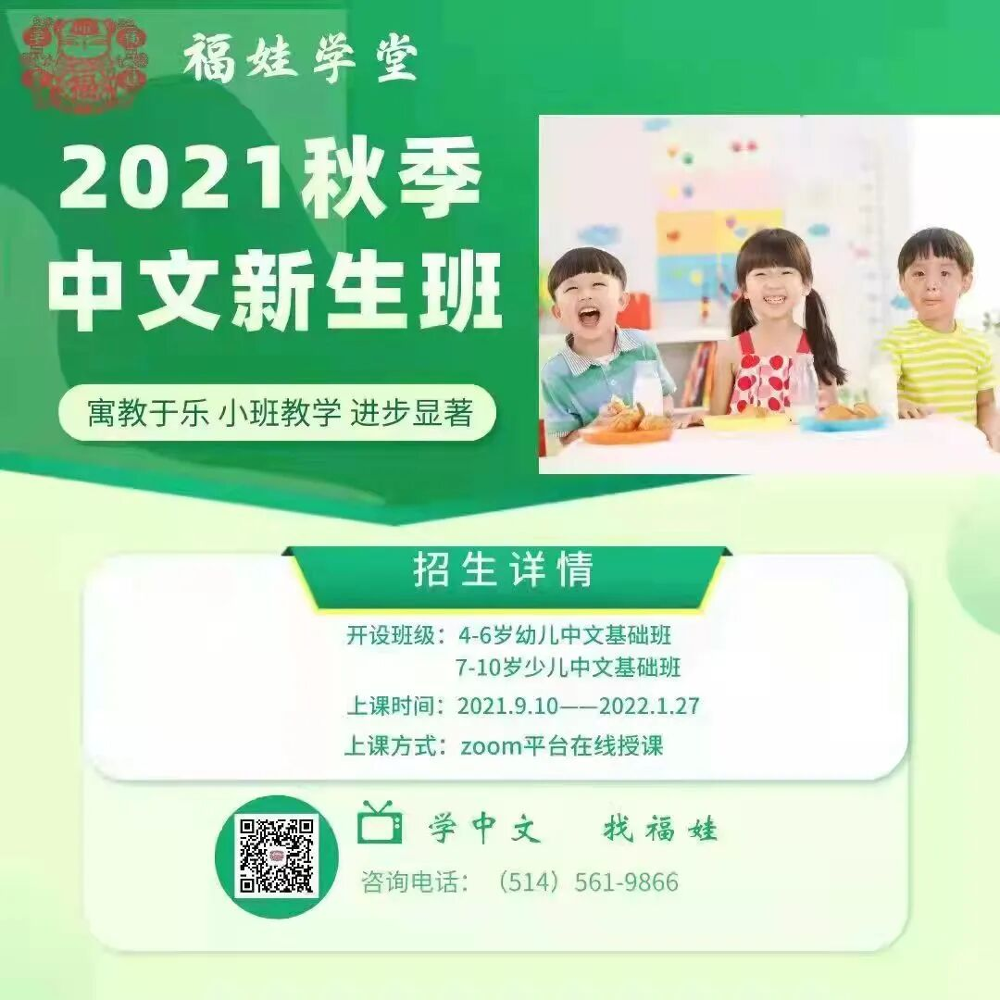 福娃学堂
2021秋季
中文新生班
寓教于乐 小班教学 进步显著
招生详情
开设班级：4-6岁幼儿中文基础班
7-10岁少儿中文基础班
上课时间：2021.9.10——2022.1.27
上课方式：zoom平台在线授课
学中文 找福娃
咨询电话：（514）561-9866